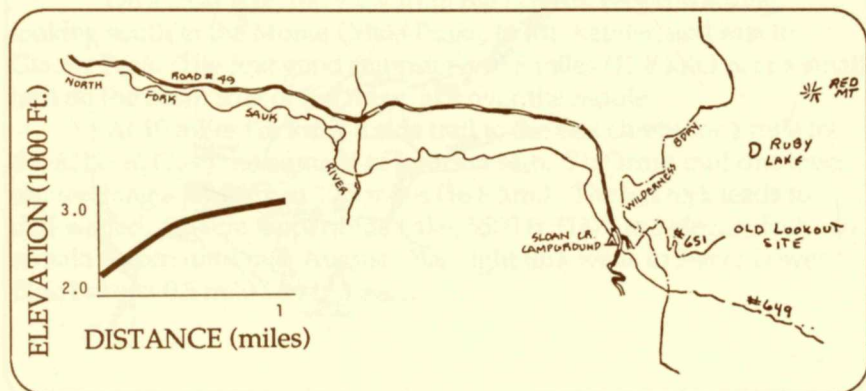 ROAD # 49
NORTH
FORK
SAUK
RIVER
RED
MT
RUBY
LAKE
WILDERNESS BDRY.
SLOAN CR.
CAMPGROUND
#651
OLD LOOKOUT
SITE
#649
ELEVATION (1000 Ft.)
3.0
2.0
1
DISTANCE (miles)